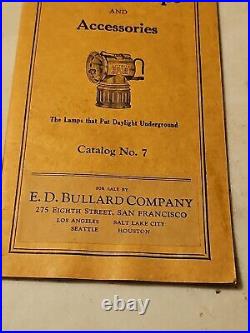 AND
Accessories
The Lamps that Put Daylight Underground
Catalog No. 7
FOR SALE BY
E. D. BULLARD COMPANY
275 EIGHTH STREET, SAN FRANCISCO
LOS ANGELES SALT LAKE CITY
SEATTLE HOUSTON